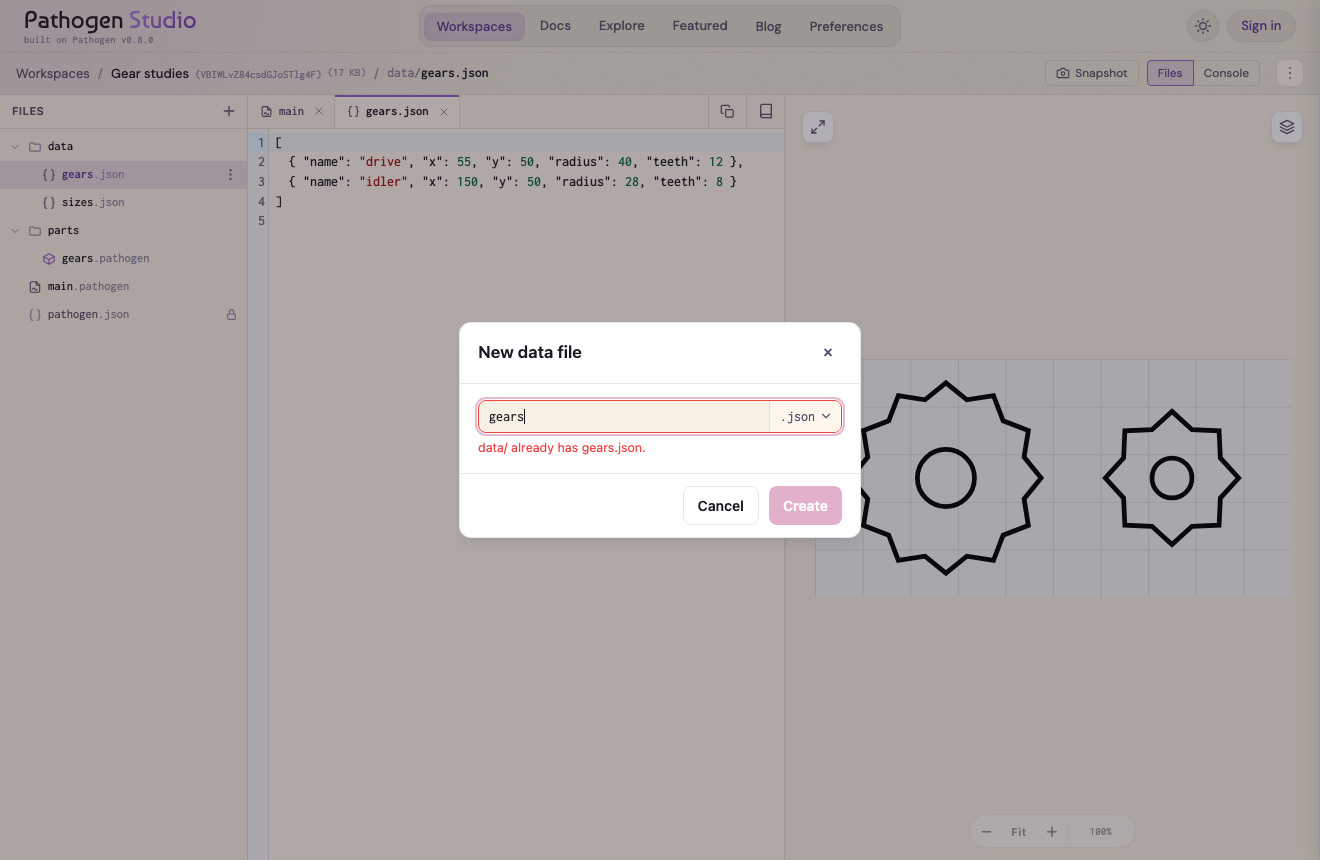 Pathogen Studio
built on Pathogen v0.8.0
Workspaces Docs Explore Featured Blog Preferences
Sign in
Workspaces / Gear studies (VBIWLvZ84csdGJoSTlg4F) (17 KB) / data/gears.json
Snapshot Files Console
FILES
data
gears.json
sizes.json
parts
gears.pathogen
main.pathogen
pathogen.json
main
{} gears.json
1 [
2 { "name": "drive", "x": 55, "y": 50, "radius": 40, "teeth": 12 },
3 { "name": "idler", "x": 150, "y": 50, "radius": 28, "teeth": 8 }
4 ]
5
New data file
gears .json
data/ already has gears.json.
Cancel Create
Fit 100%